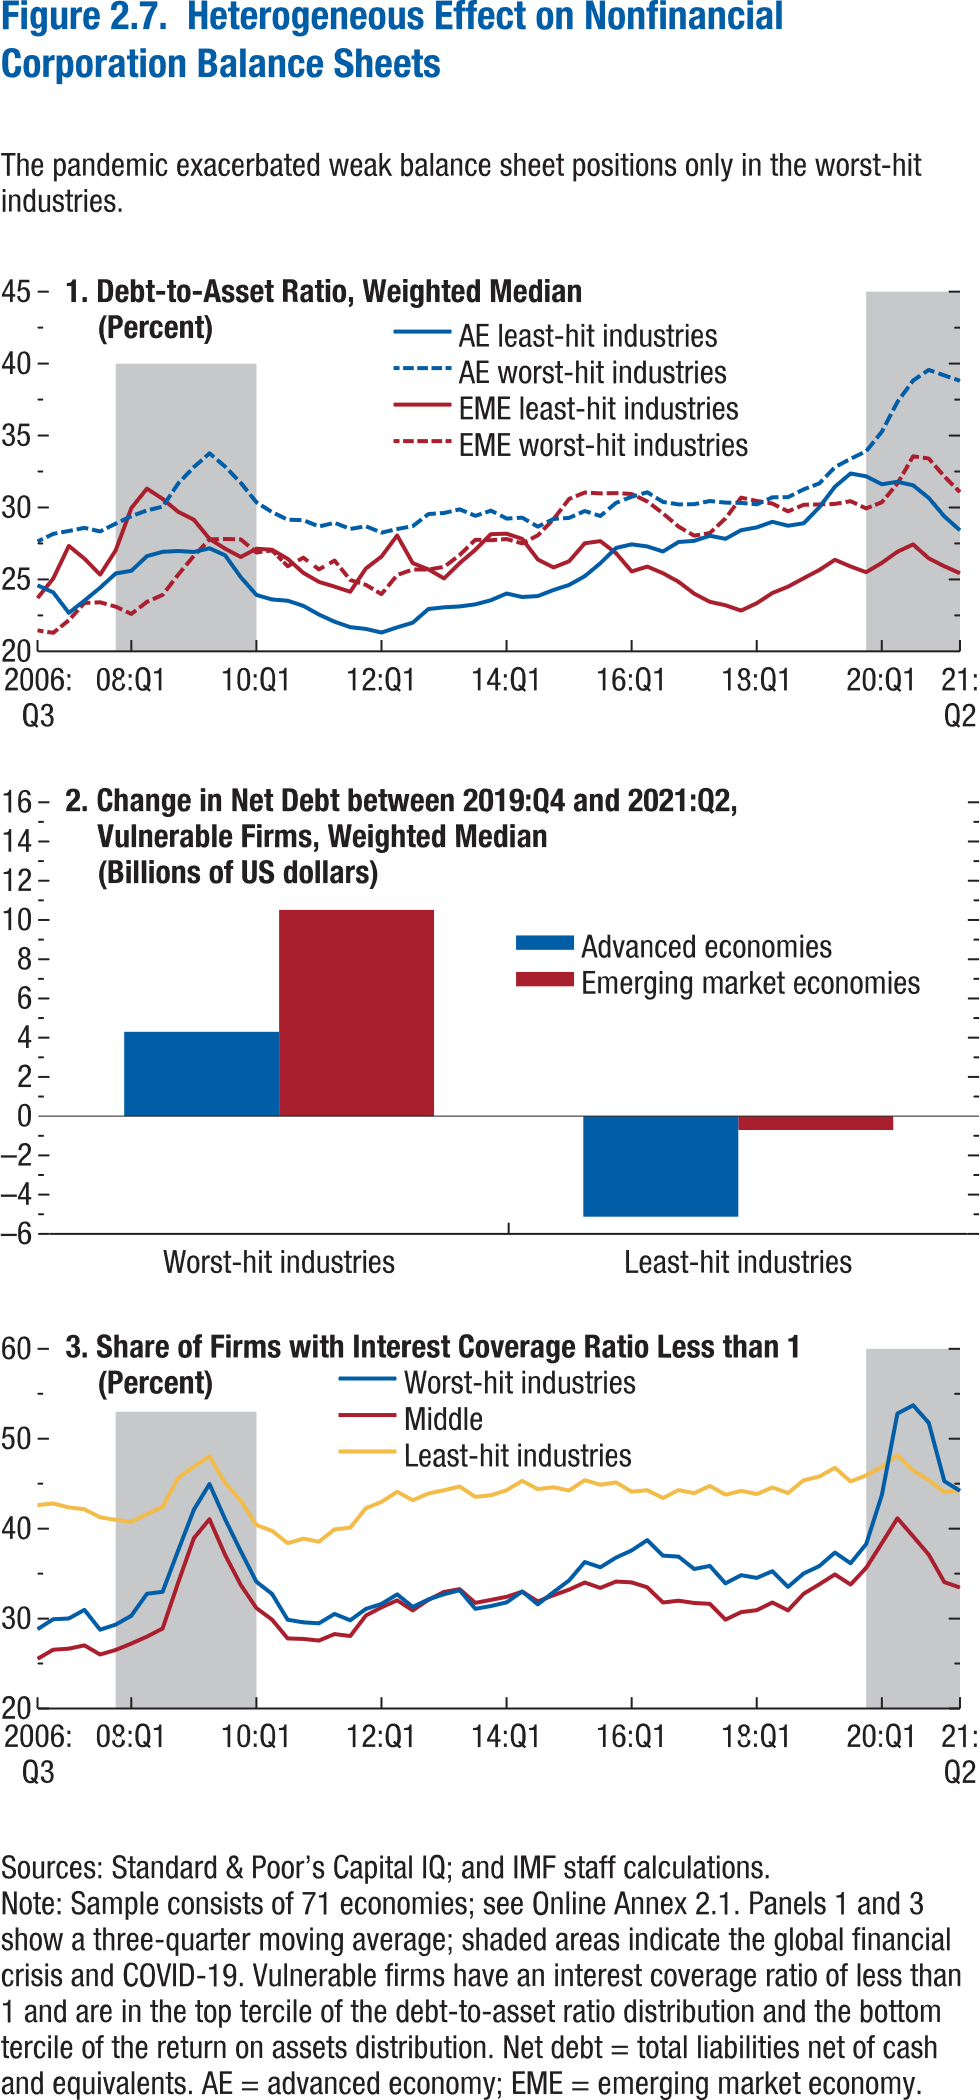 Figure 2.7.  Heterogeneous Effect on Nonfinancial
Corporation Balance Sheets
The pandemic exacerbated weak balance sheet positions only in the worst-hit
industries.
1. Debt-to-Asset Ratio, Weighted Median
(Percent)
AE least-hit industries
AE worst-hit industries
EME least-hit industries
EME worst-hit industries
45
40
35
30
25
20
2006: 08:Q1 10:Q1 12:Q1 14:Q1 16:Q1 18:Q1 20:Q1 21:
Q3 Q2
2. Change in Net Debt between 2019:Q4 and 2021:Q2,
Vulnerable Firms, Weighted Median
(Billions of US dollars)
Advanced economies
Emerging market economies
16
14
12
10
8
6
4
2
0
–2
–4
–6
Worst-hit industries Least-hit industries
3. Share of Firms with Interest Coverage Ratio Less than 1
(Percent)
Worst-hit industries
Middle
Least-hit industries
60
50
40
30
20
2006: 08:Q1 10:Q1 12:Q1 14:Q1 16:Q1 18:Q1 20:Q1 21:
Q3 Q2
Sources: Standard & Poor’s Capital IQ; and IMF staff calculations.
Note: Sample consists of 71 economies; see Online Annex 2.1. Panels 1 and 3
show a three-quarter moving average; shaded areas indicate the global financial
crisis and COVID-19. Vulnerable firms have an interest coverage ratio of less than
1 and are in the top tercile of the debt-to-asset ratio distribution and the bottom
tercile of the return on assets distribution. Net debt = total liabilities net of cash
and equivalents. AE = advanced economy; EME = emerging market economy.